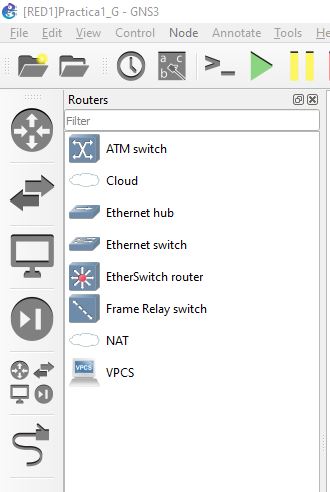 [RED1]Practica1_G - GNS3
File Edit View Control Node Annotate Tools H
a b c
>_
Routers
Filter
ATM switch
Cloud
Ethernet hub
Ethernet switch
EtherSwitch router
Frame Relay switch
NAT
VPCS
VPCS